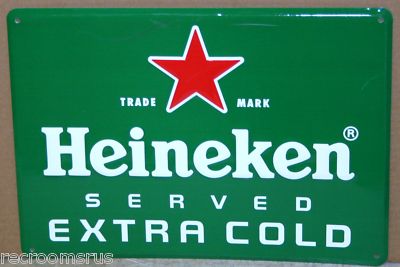 TRADE MARK
Heineken®
SERVED
EXTRA COLD
recroomsrus